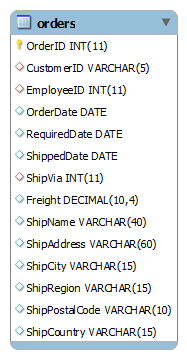 orders
OrderID INT(11)
CustomerID VARCHAR(5)
EmployeeID INT(11)
OrderDate DATE
RequiredDate DATE
ShippedDate DATE
ShipVia INT(11)
Freight DECIMAL(10,4)
ShipName VARCHAR(40)
ShipAddress VARCHAR(60)
ShipCity VARCHAR(15)
ShipRegion VARCHAR(15)
ShipPostalCode VARCHAR(10)
ShipCountry VARCHAR(15)